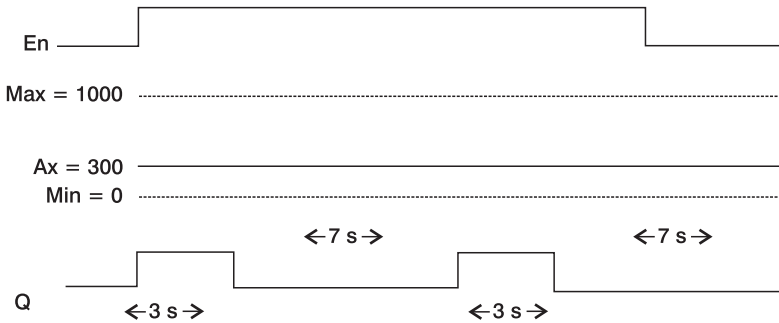 En
Max = 1000
Ax = 300
Min = 0
7 s
7 s
Q
3 s
3 s